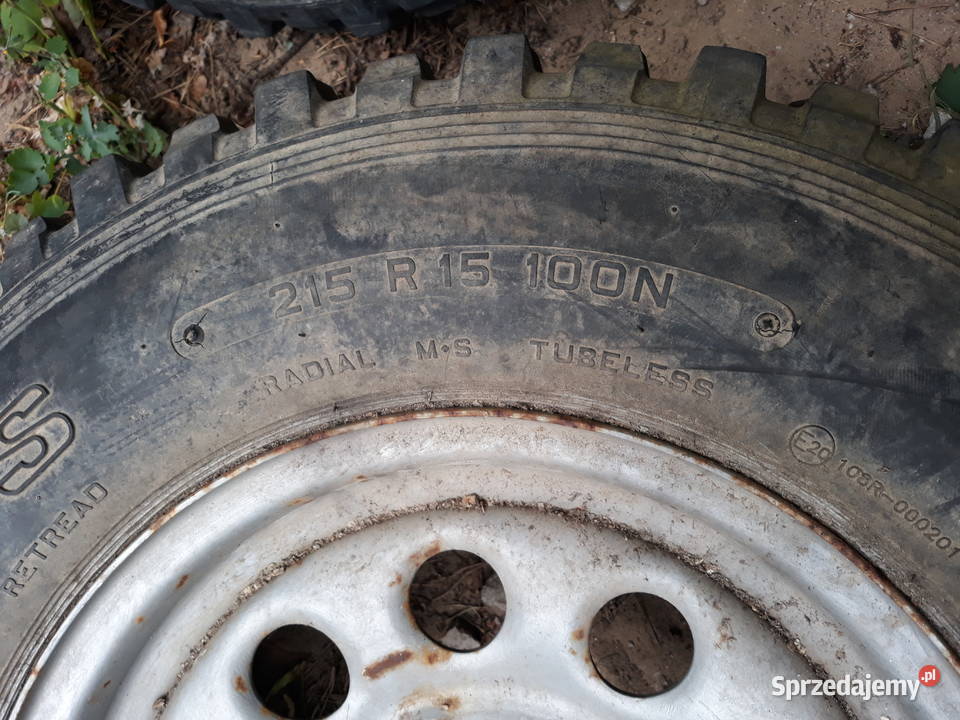 215 R 15 100N
RADIAL M·S TUBELESS
S
RETREAD
E20 108R-000201
Sprzedajemy.pl